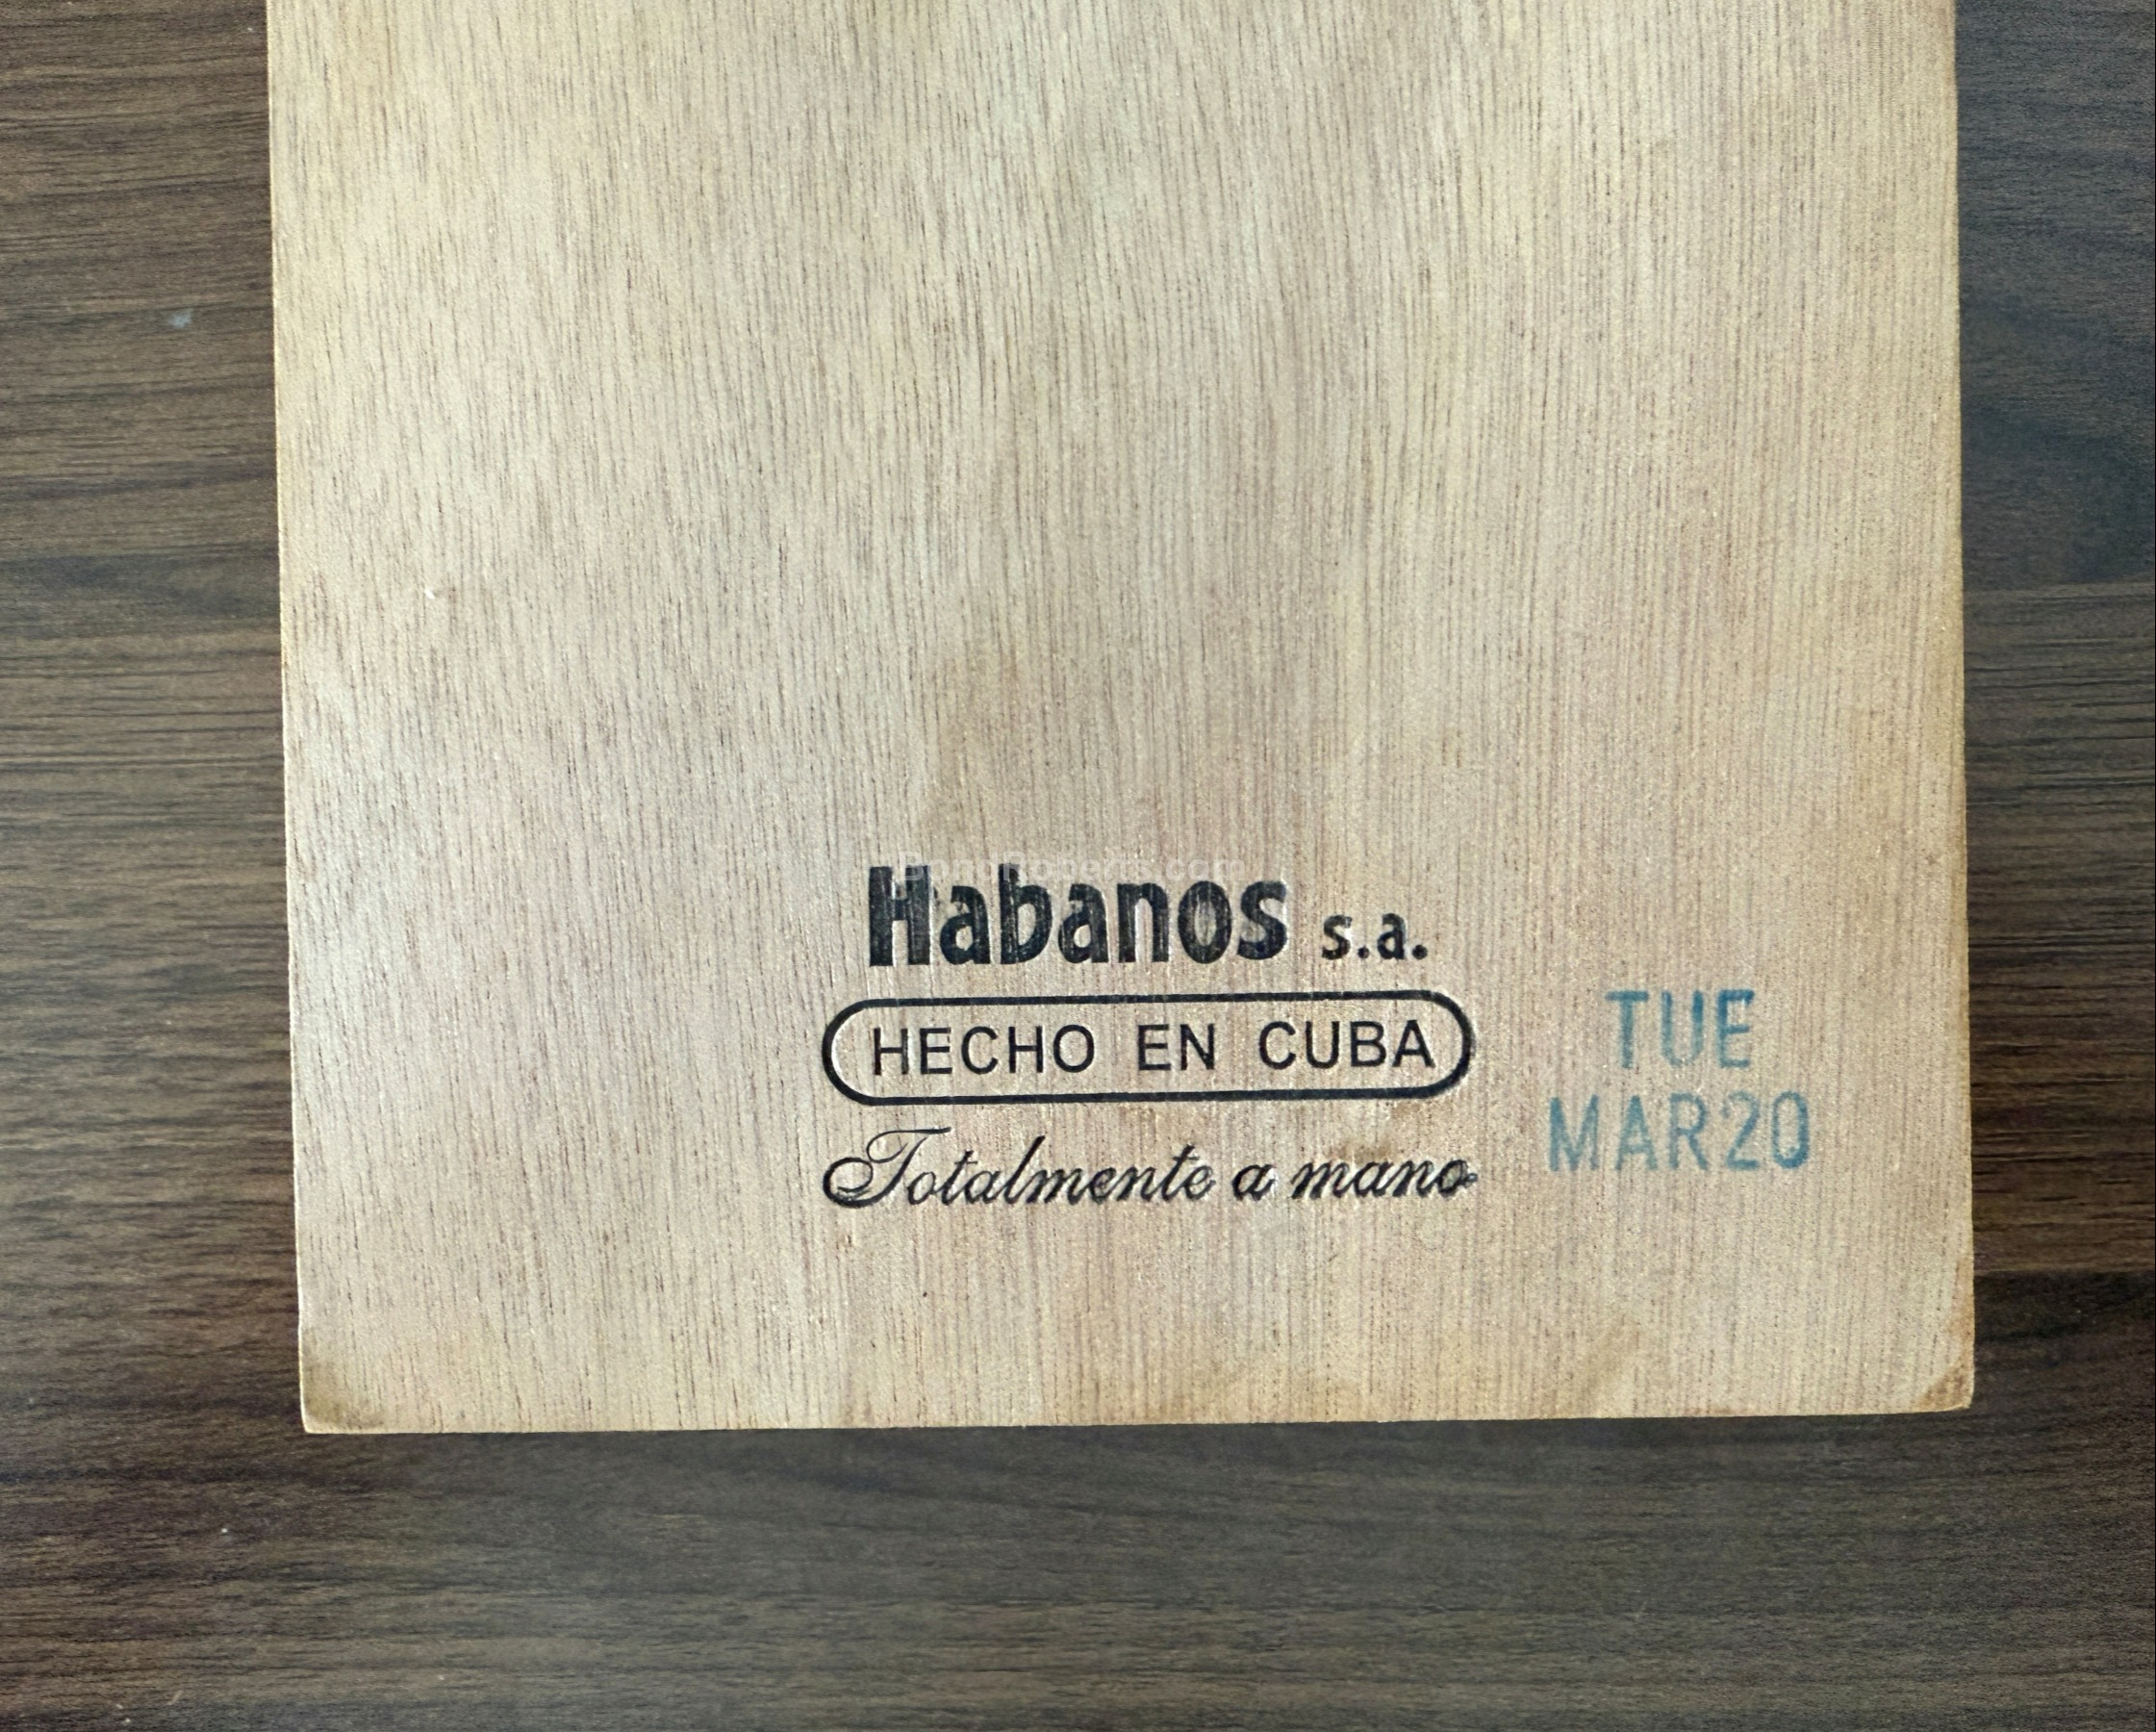 Habanos s.a.
HECHO EN CUBA
Totalmente a mano
TUE
MAR20